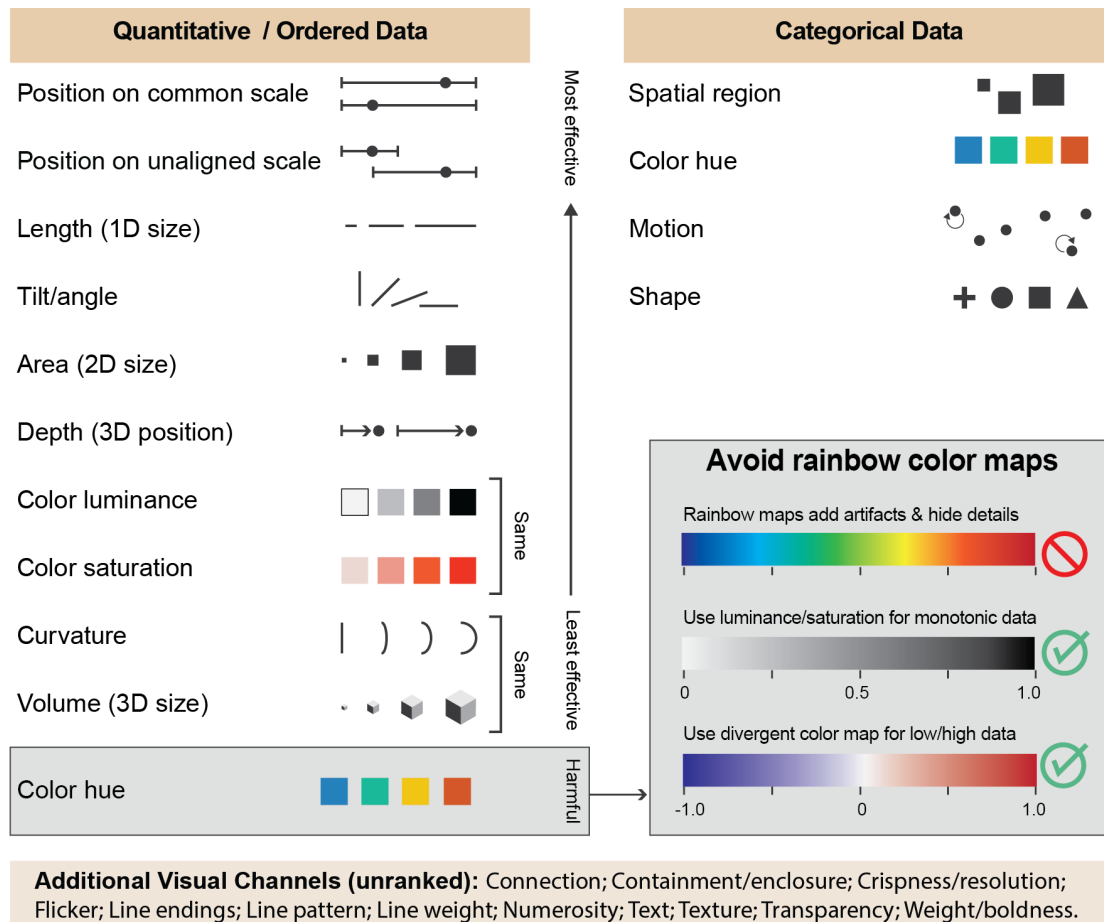 Quantitative / Ordered Data
Position on common scale
Position on unaligned scale
Length (1D size)
Tilt/angle
Area (2D size)
Depth (3D position)
Color luminance
Color saturation
Same
Curvature
Volume (3D size)
Same
Color hue
Most effective
Least effective
Harmful
Categorical Data
Spatial region
Color hue
Motion
Shape
Avoid rainbow color maps
Rainbow maps add artifacts & hide details
Use luminance/saturation for monotonic data
0 0.5 1.0
Use divergent color map for low/high data
-1.0 0 1.0
Additional Visual Channels (unranked): Connection; Containment/enclosure; Crispness/resolution;
Flicker; Line endings; Line pattern; Line weight; Numerosity; Text; Texture; Transparency; Weight/boldness.